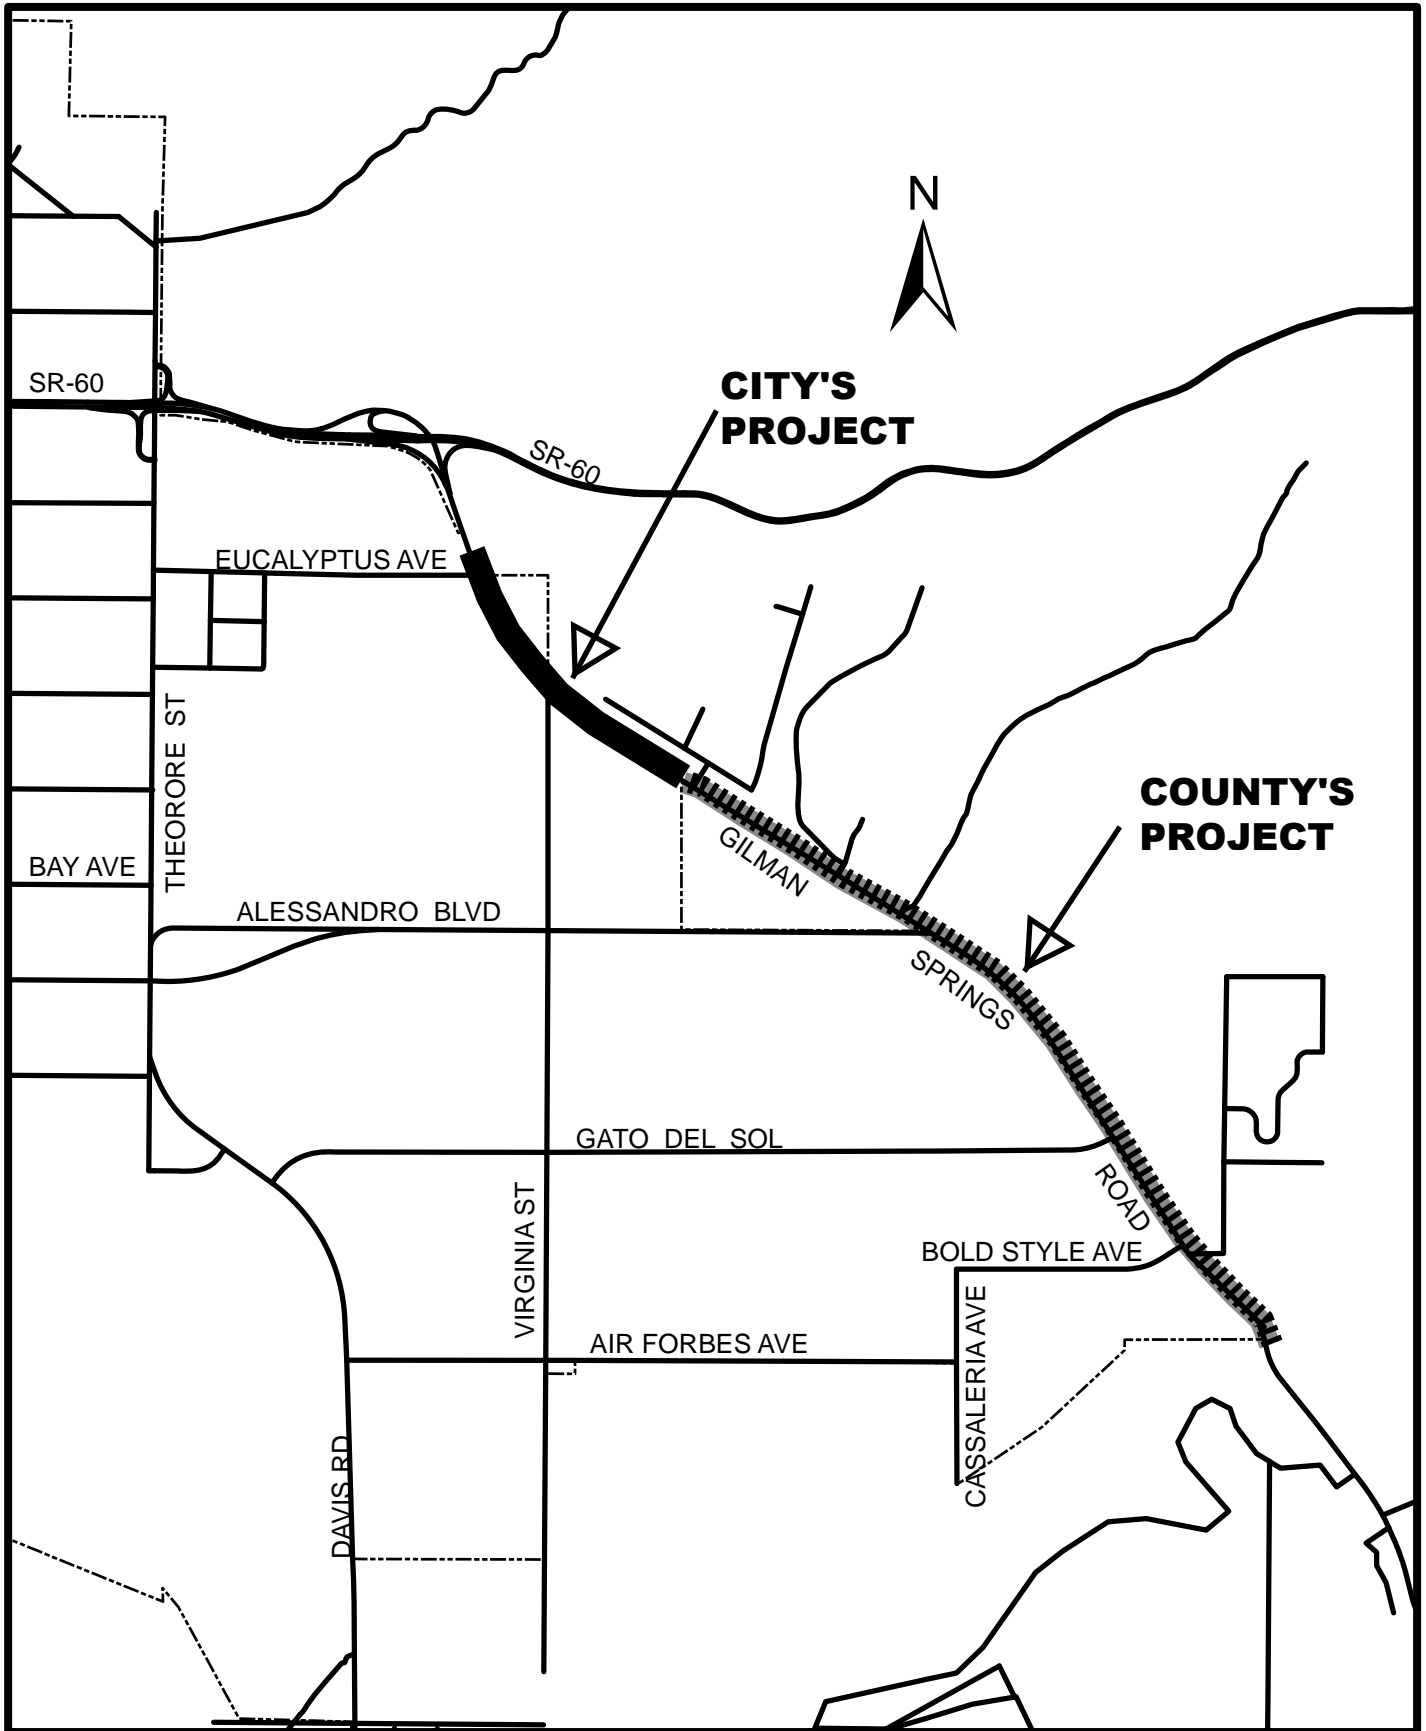 N
SR-60
CITY'S
PROJECT
SR-60
EUCALYPTUS AVE
THEORORE ST
COUNTY'S
PROJECT
GILMAN
BAY AVE
ALESSANDRO BLVD
SPRINGS
GATO DEL SOL
ROAD
VIRGINIA ST
BOLD STYLE AVE
CASSALERIA AVE
AIR FORBES AVE
DAVIS RD